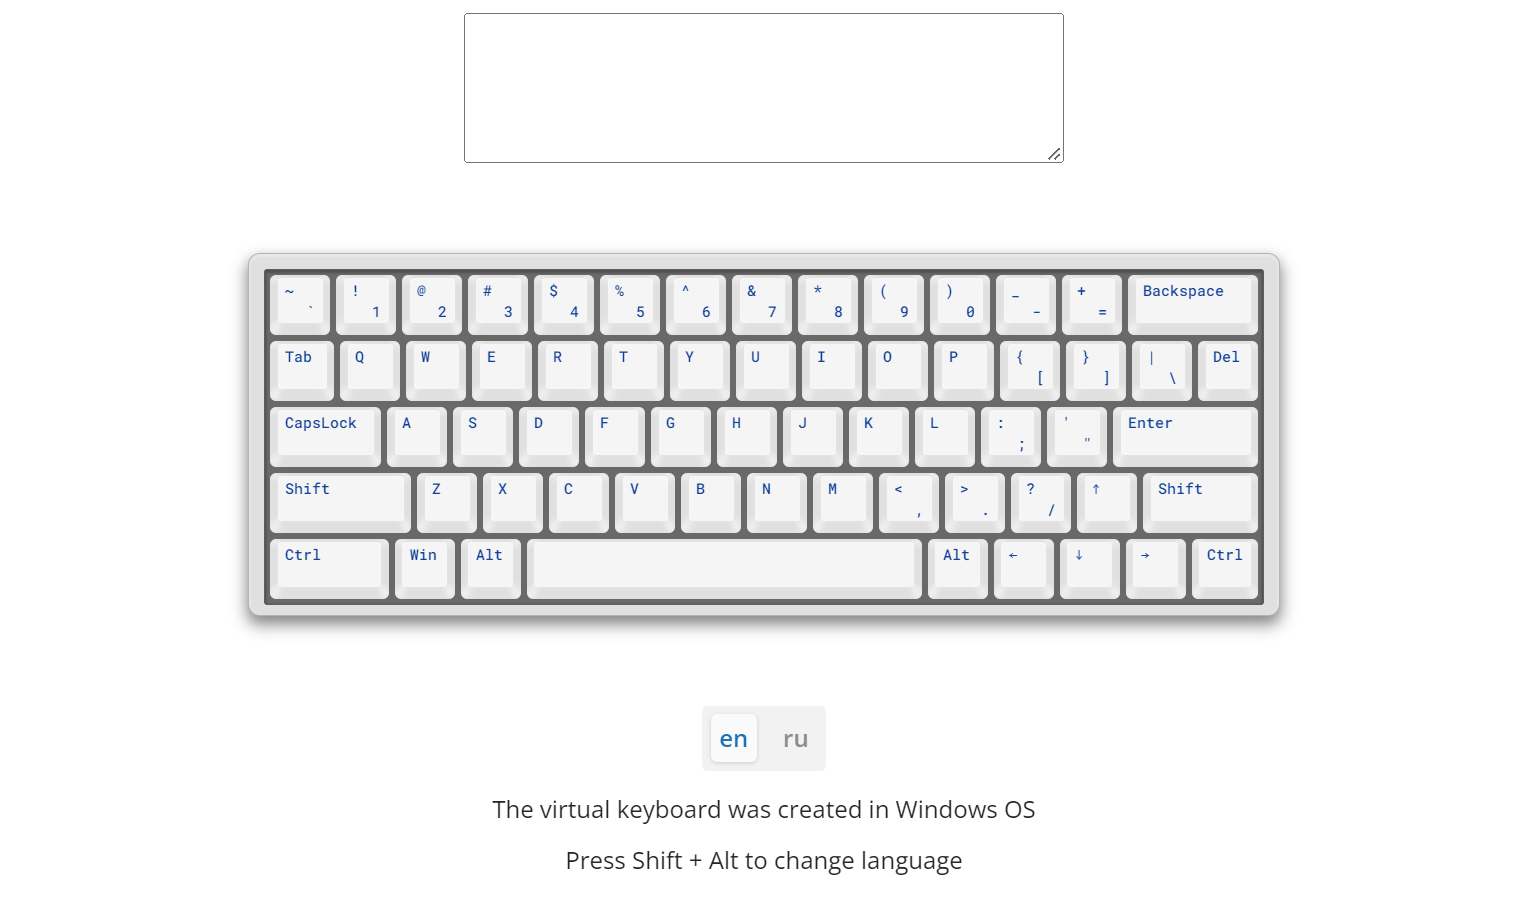 ~ ` ! 1 @ 2 # 3 $ 4 % 5 ^ 6 & 7 * 8 ( 9 ) 0 _ - + = Backspace
Tab Q W E R T Y U I O P { [ } ] | \ Del
CapsLock A S D F G H J K L : ; ' " Enter
Shift Z X C V B N M < , > . ? / ↑ Shift
Ctrl Win Alt Alt ← ↓ → Ctrl
en ru
The virtual keyboard was created in Windows OS
Press Shift + Alt to change language